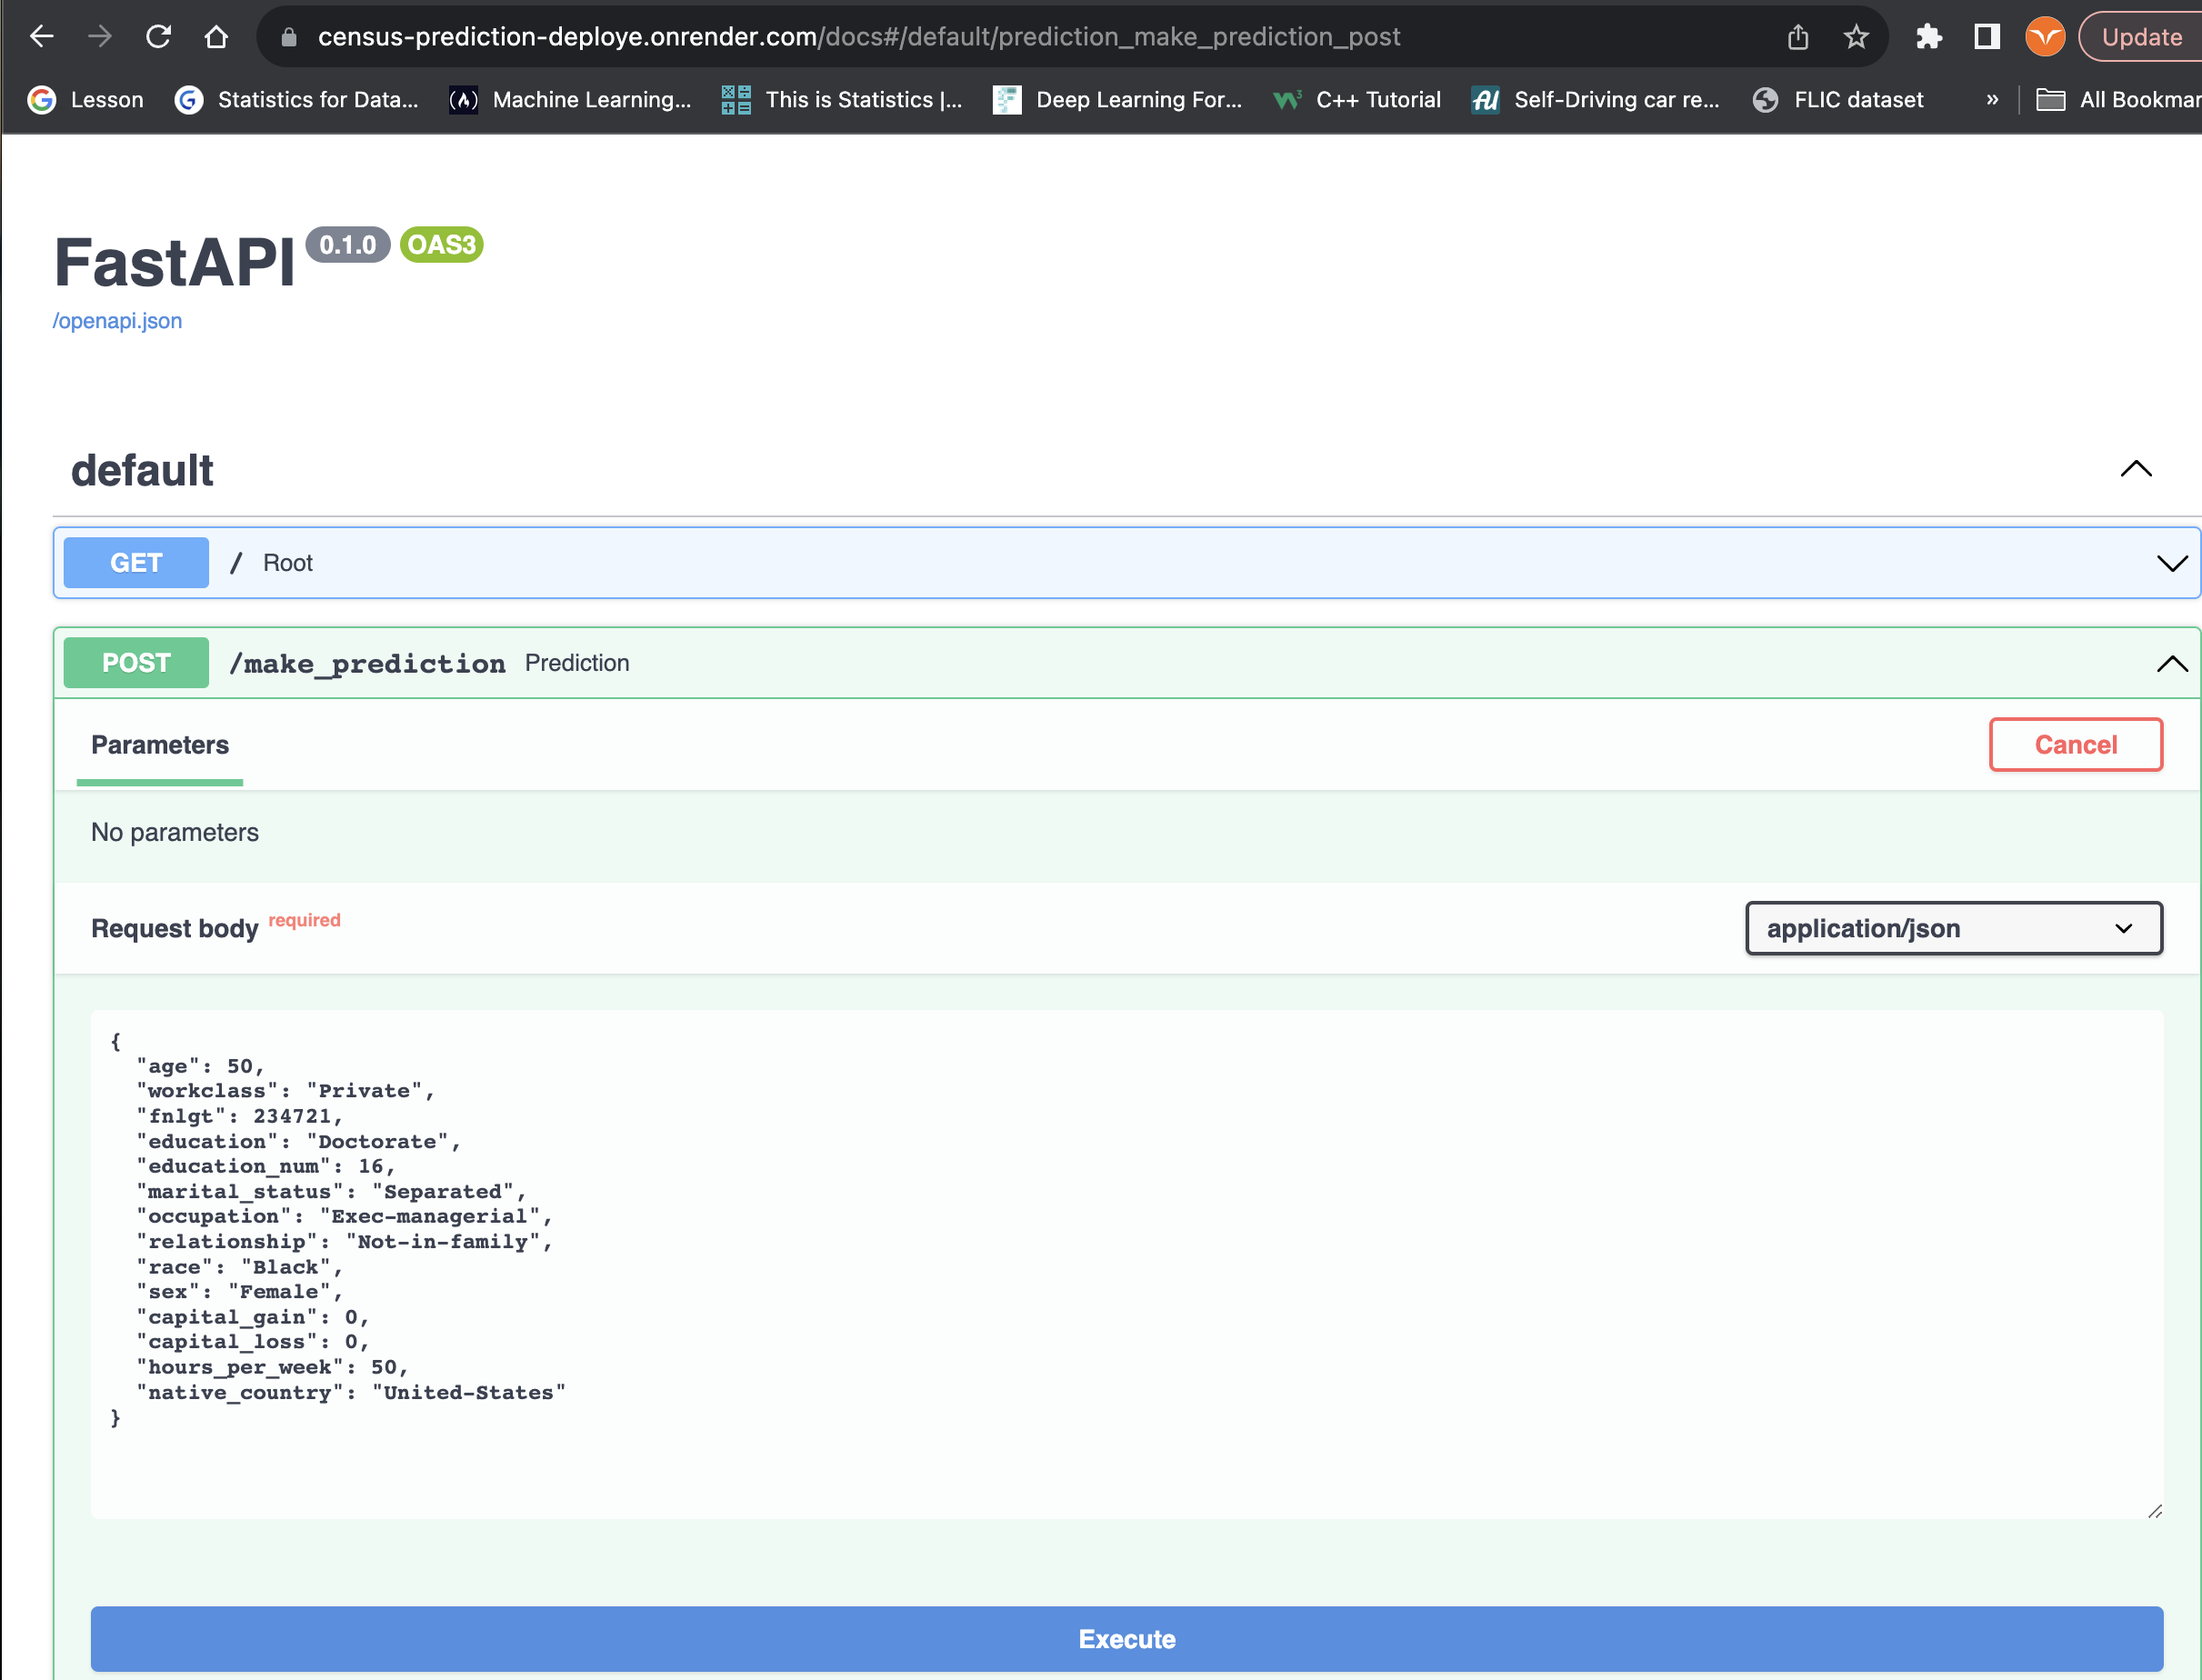 census-prediction-deploye.onrender.com/docs#/default/prediction_make_prediction_post
Update
Lesson
Statistics for Data...
Machine Learning...
This is Statistics |...
Deep Learning For...
C++ Tutorial
Self-Driving car re...
FLIC dataset
»
All Bookmar
FastAPI 0.1.0 OAS3
/openapi.json
default
GET / Root
POST /make_prediction Prediction
Parameters
Cancel
No parameters
Request body required
application/json
{
"age": 50,
"workclass": "Private",
"fnlgt": 234721,
"education": "Doctorate",
"education_num": 16,
"marital_status": "Separated",
"occupation": "Exec-managerial",
"relationship": "Not-in-family",
"race": "Black",
"sex": "Female",
"capital_gain": 0,
"capital_loss": 0,
"hours_per_week": 50,
"native_country": "United-States"
}
Execute